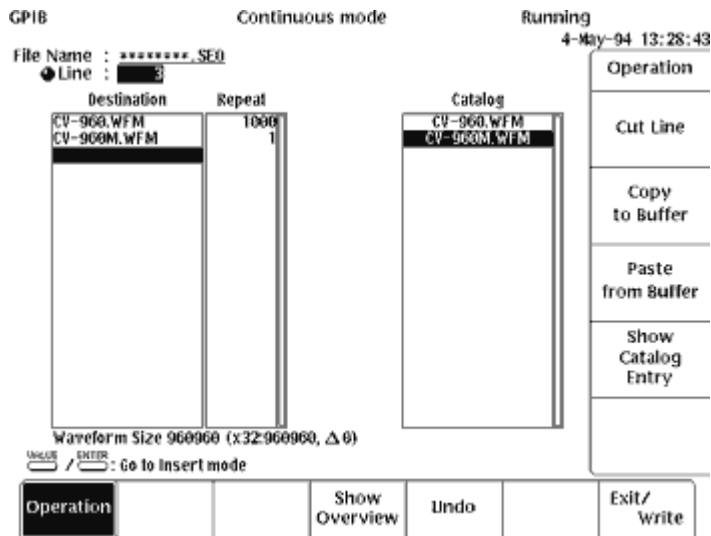 GPIB Continuous mode Running
4-May-94 13:28:43
File Name : ********.SEQ
Line : 3
Destination Repeat Catalog
CV-960.WFM 1000 CV-960.WFM
CV-960M.WFM 1 CV-960M.WFM
Waveform Size 960960 (x32:960960, Δ 0)
VALUE / ENTER : Go to Insert mode
Operation
Cut Line
Copy
to Buffer
Paste
from Buffer
Show
Catalog
Entry
Operation
Show
Overview
Undo
Exit/
Write